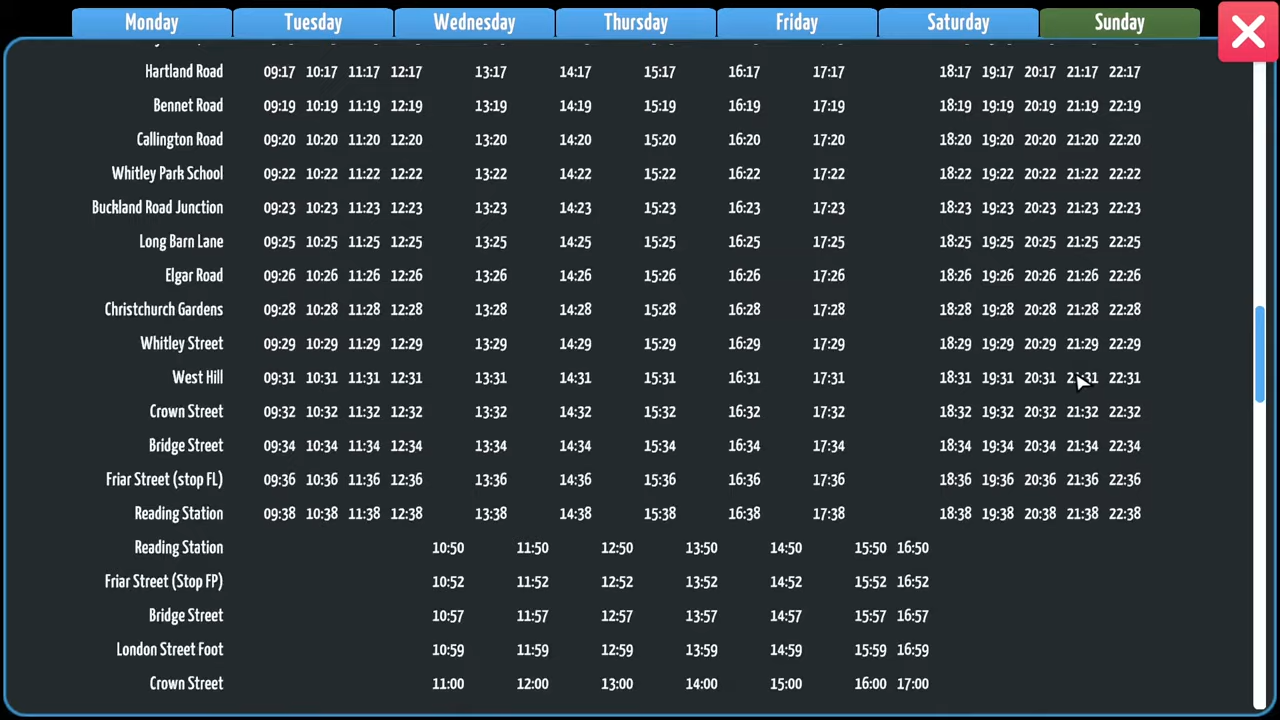 Monday Tuesday Wednesday Thursday Friday Saturday Sunday
Hartland Road 09:17 10:17 11:17 12:17 13:17 14:17 15:17 16:17 17:17 18:17 19:17 20:17 21:17 22:17
Bennet Road 09:19 10:19 11:19 12:19 13:19 14:19 15:19 16:19 17:19 18:19 19:19 20:19 21:19 22:19
Callington Road 09:20 10:20 11:20 12:20 13:20 14:20 15:20 16:20 17:20 18:20 19:20 20:20 21:20 22:20
Whitley Park School 09:22 10:22 11:22 12:22 13:22 14:22 15:22 16:22 17:22 18:22 19:22 20:22 21:22 22:22
Buckland Road Junction 09:23 10:23 11:23 12:23 13:23 14:23 15:23 16:23 17:23 18:23 19:23 20:23 21:23 22:23
Long Barn Lane 09:25 10:25 11:25 12:25 13:25 14:25 15:25 16:25 17:25 18:25 19:25 20:25 21:25 22:25
Elgar Road 09:26 10:26 11:26 12:26 13:26 14:26 15:26 16:26 17:26 18:26 19:26 20:26 21:26 22:26
Christchurch Gardens 09:28 10:28 11:28 12:28 13:28 14:28 15:28 16:28 17:28 18:28 19:28 20:28 21:28 22:28
Whitley Street 09:29 10:29 11:29 12:29 13:29 14:29 15:29 16:29 17:29 18:29 19:29 20:29 21:29 22:29
West Hill 09:31 10:31 11:31 12:31 13:31 14:31 15:31 16:31 17:31 18:31 19:31 20:31 21:31 22:31
Crown Street 09:32 10:32 11:32 12:32 13:32 14:32 15:32 16:32 17:32 18:32 19:32 20:32 21:32 22:32
Bridge Street 09:34 10:34 11:34 12:34 13:34 14:34 15:34 16:34 17:34 18:34 19:34 20:34 21:34 22:34
Friar Street (stop FL) 09:36 10:36 11:36 12:36 13:36 14:36 15:36 16:36 17:36 18:36 19:36 20:36 21:36 22:36
Reading Station 09:38 10:38 11:38 12:38 13:38 14:38 15:38 16:38 17:38 18:38 19:38 20:38 21:38 22:38
Reading Station 10:50 11:50 12:50 13:50 14:50 15:50 16:50
Friar Street (Stop FP) 10:52 11:52 12:52 13:52 14:52 15:52 16:52
Bridge Street 10:57 11:57 12:57 13:57 14:57 15:57 16:57
London Street Foot 10:59 11:59 12:59 13:59 14:59 15:59 16:59
Crown Street 11:00 12:00 13:00 14:00 15:00 16:00 17:00